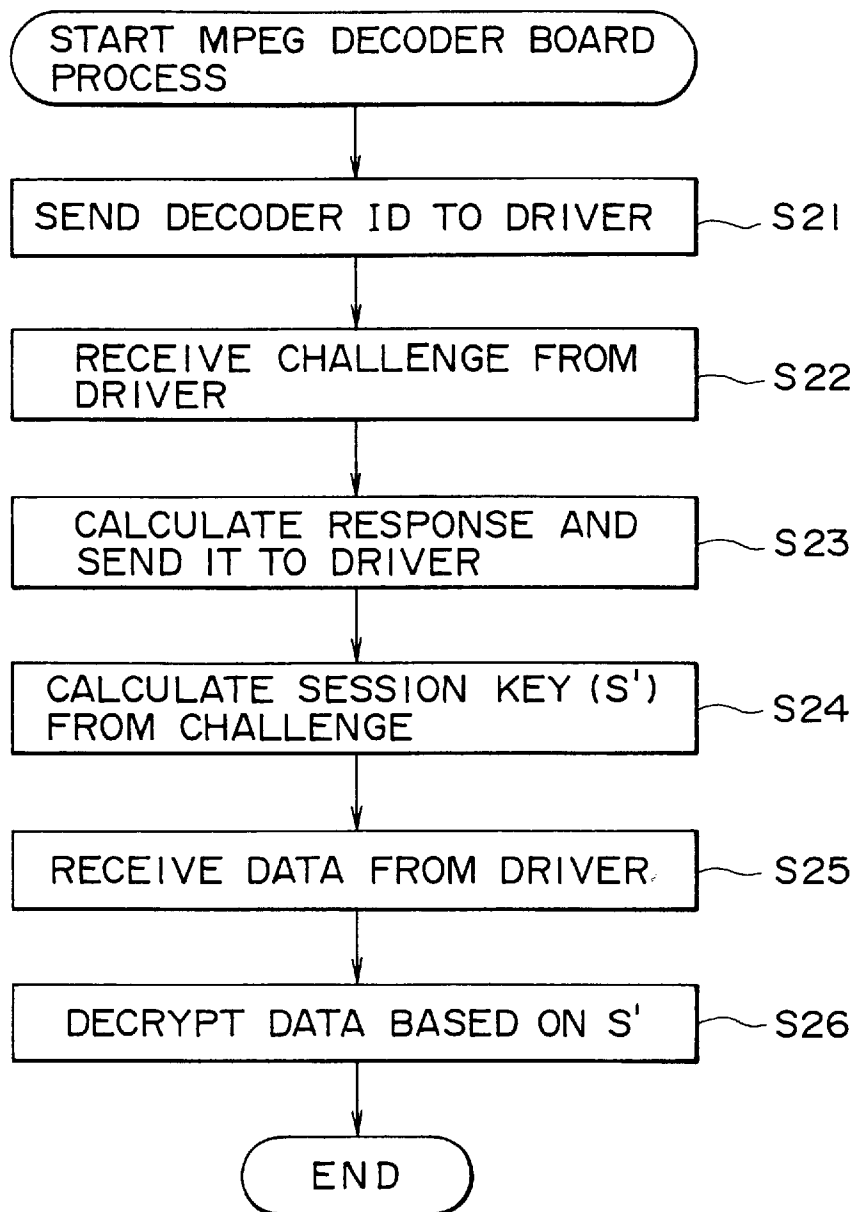 START MPEG DECODER BOARD
PROCESS
SEND DECODER ID TO DRIVER
S21
RECEIVE CHALLENGE FROM
DRIVER
S22
CALCULATE RESPONSE AND
SEND IT TO DRIVER
S23
CALCULATE SESSION KEY (S')
FROM CHALLENGE
S24
RECEIVE DATA FROM DRIVER
S25
DECRYPT DATA BASED ON S'
S26
END